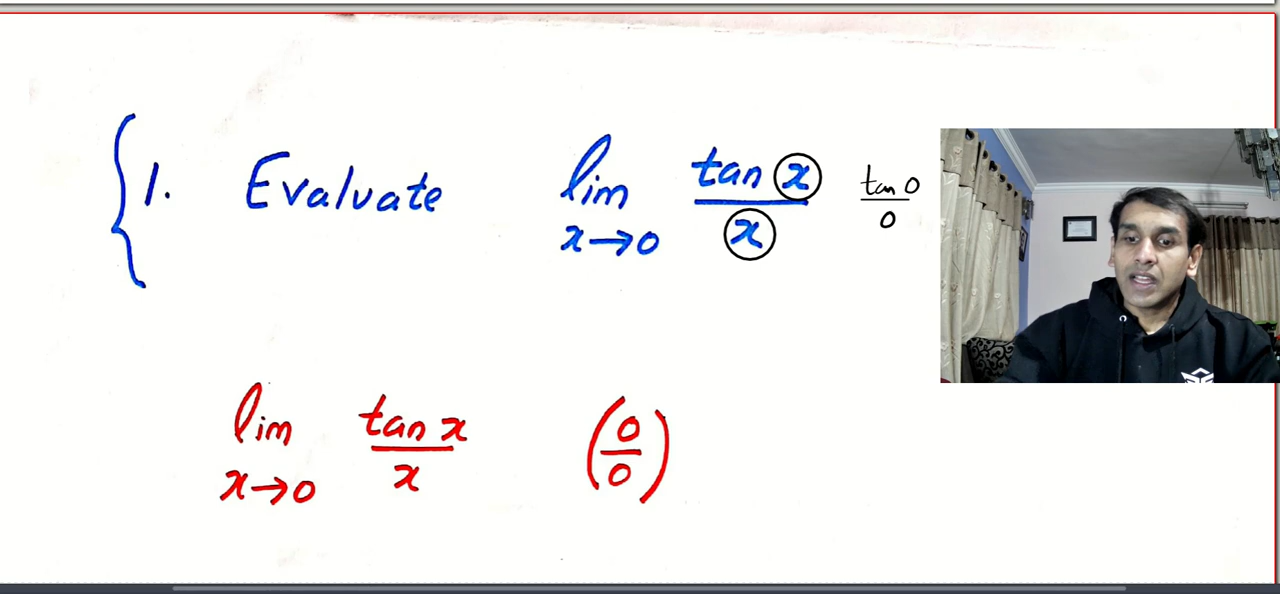 1. Evaluate lim x→0 tan x / x tan 0 / 0
lim x→0 tan x / x (0/0)